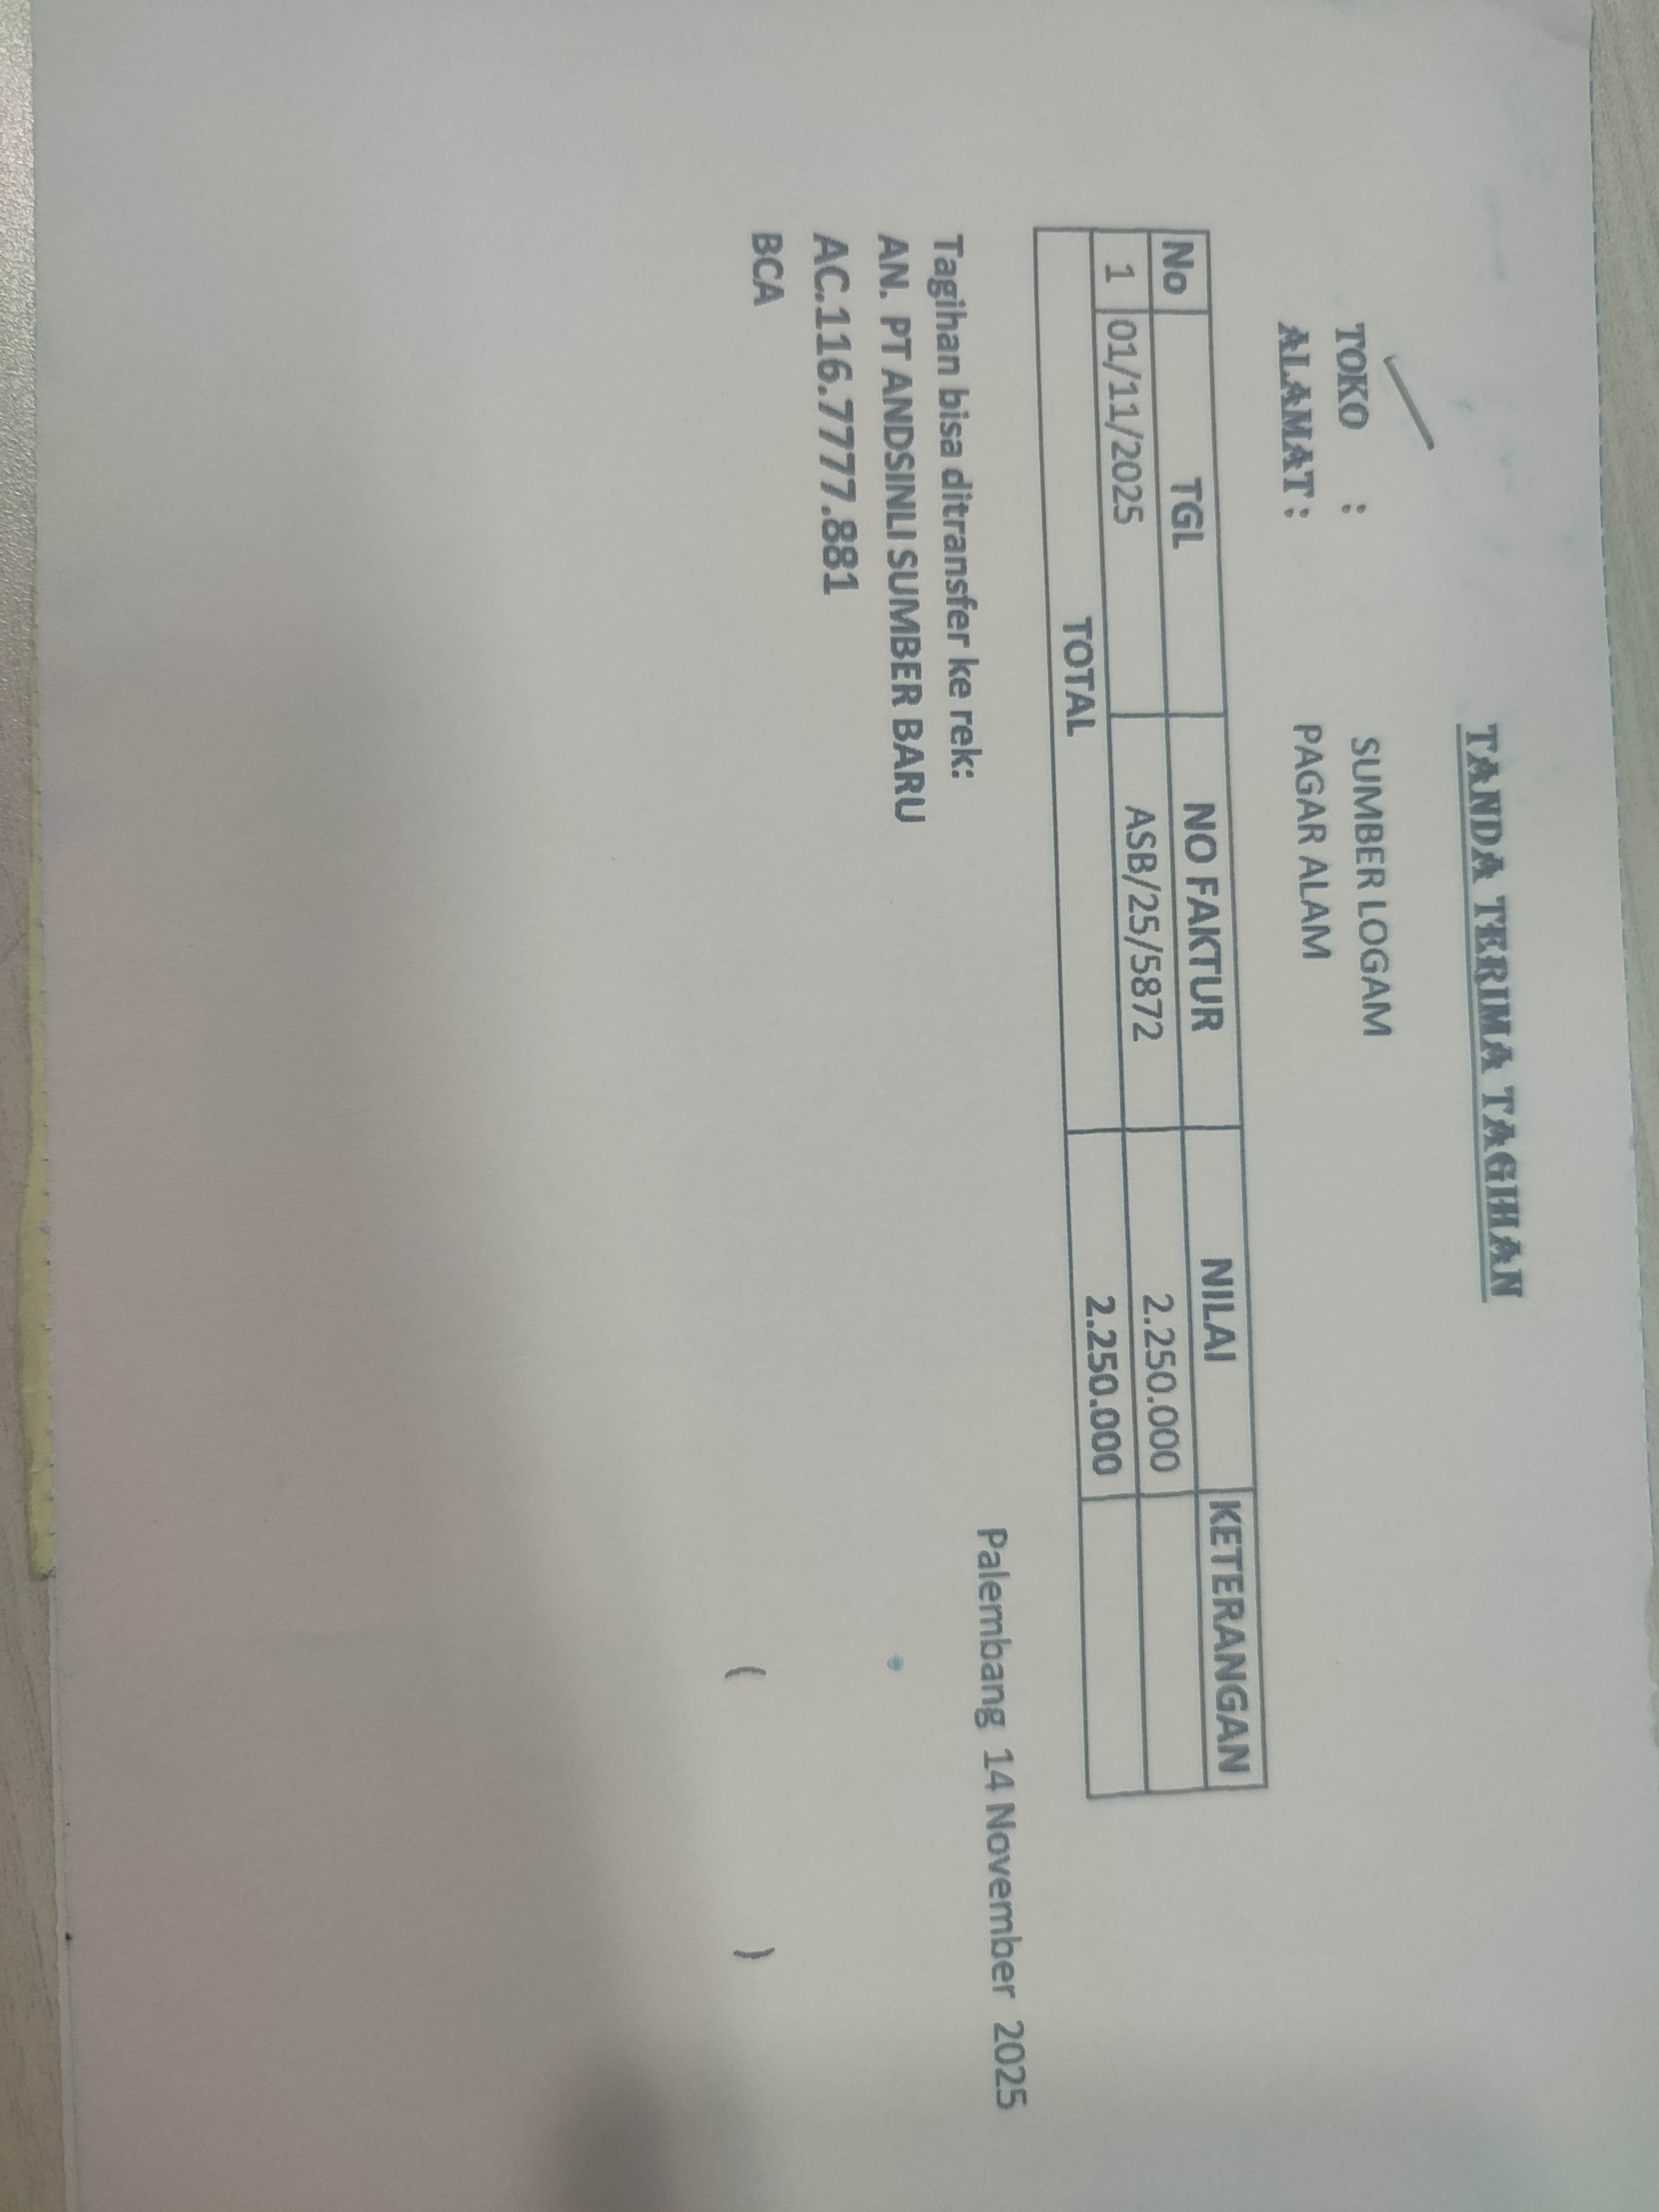 TANDA TERIMA TAGIHAN
TOKO : SUMBER LOGAM
ALAMAT : PAGAR ALAM
No TGL NO FAKTUR NILAI KETERANGAN
1 01/11/2025 ASB/25/5872 2.250.000
TOTAL 2.250.000
Palembang 14 November 2025
Tagihan bisa ditransfer ke rek:
AN. PT ANDSINLI SUMBER BARU
AC.116.7777.881
BCA ( )